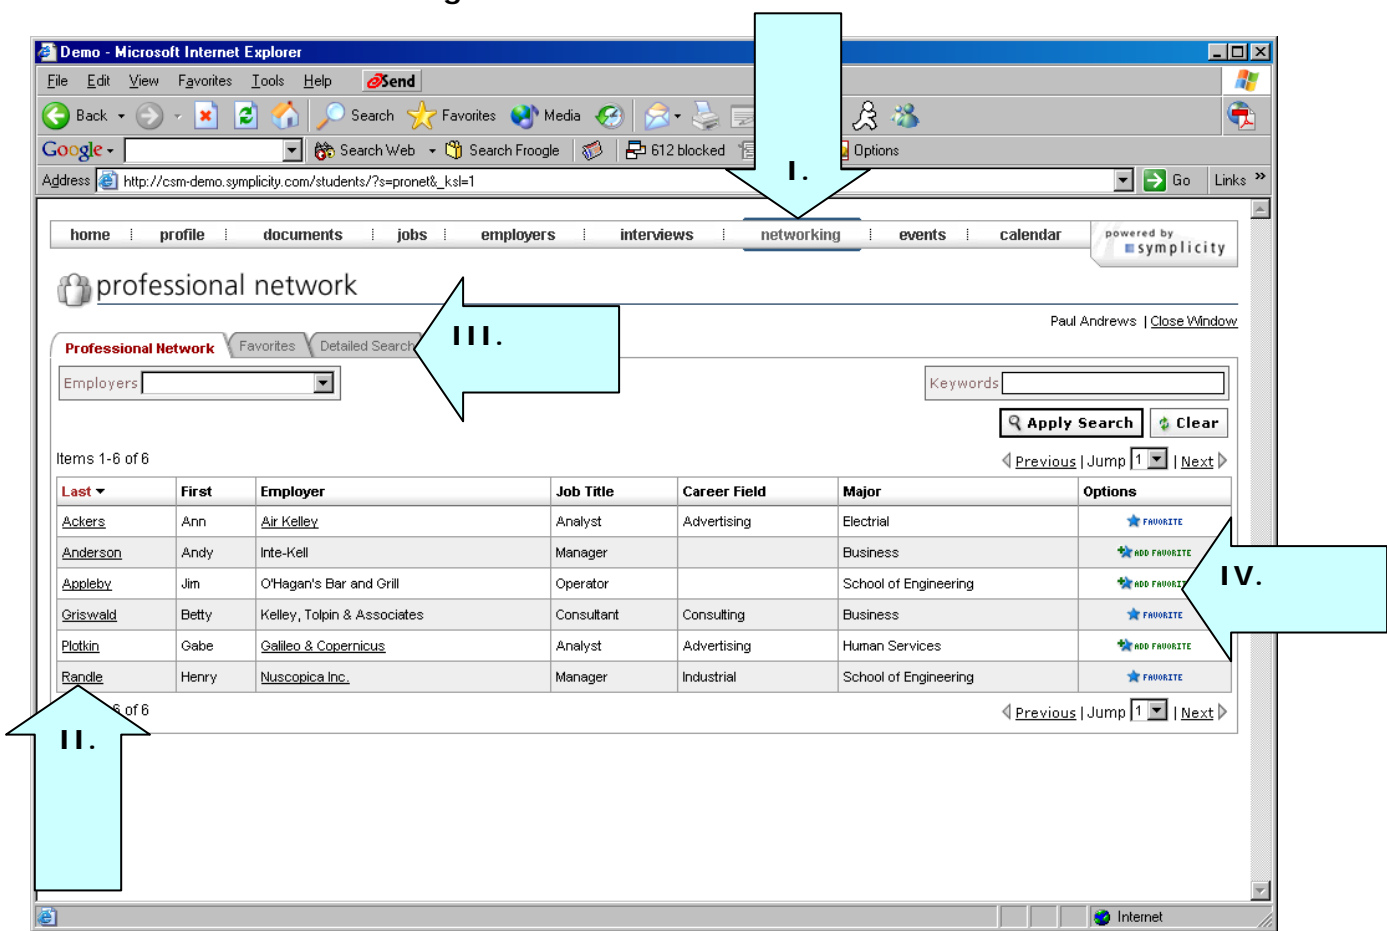 g
Demo - Microsoft Internet Explorer
File Edit View Favorites Tools Help Send
Back Search Favorites Media
Google Search Web Search Froogle 612 blocked Options
Address http://csm-demo.symplicity.com/students/?s=pronet&_ksl=1 Go Links »
I.
home profile documents jobs employers interviews networking events calendar powered by
symplicity
professional network
III.
Paul Andrews | Close Window
Professional Network Favorites Detailed Search
Employers Keywords
Apply Search Clear
Items 1-6 of 6 Previous | Jump 1 | Next
Last First Employer Job Title Career Field Major Options
Ackers Ann Air Kelley Analyst Advertising Electrial FAVORITE
Anderson Andy Inte-Kell Manager Business ADD FAVORITE
Appleby Jim O'Hagan's Bar and Grill Operator School of Engineering ADD
IV.
Griswald Betty Kelley, Tolpin & Associates Consultant Consulting Business FAVORITE
Plotkin Gabe Galileo & Copernicus Analyst Advertising Human Services ADD FAVORITE
Randle Henry Nuscopica Inc. Manager Industrial School of Engineering FAVORITE
6 of 6 Previous | Jump 1 | Next
II.
Internet